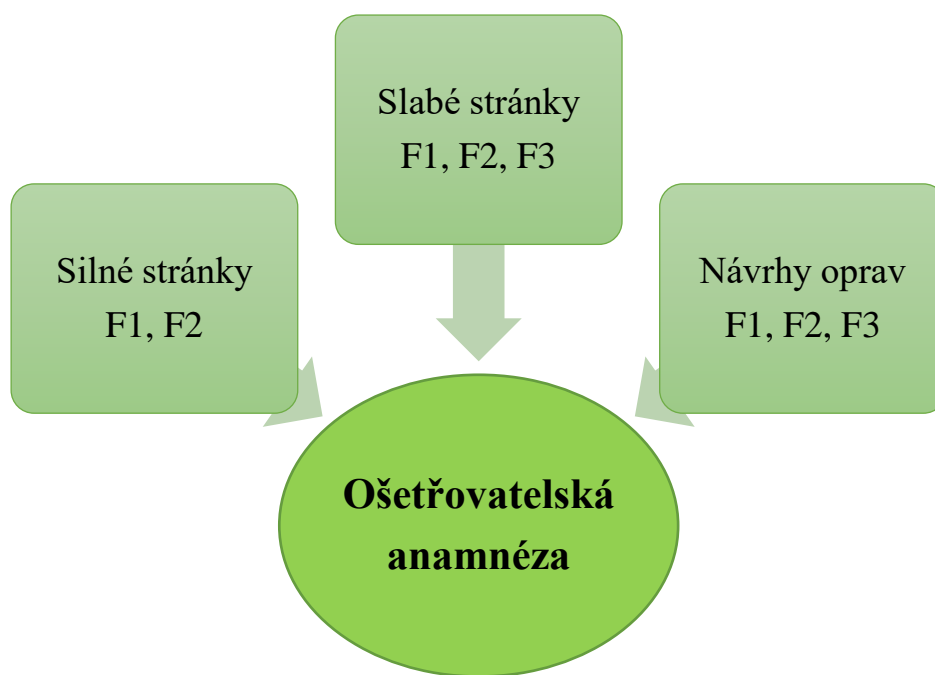 Slabé stránky
F1, F2, F3
Silné stránky
F1, F2
Návrhy oprav
F1, F2, F3
Ošetřovatelská
anamnéza